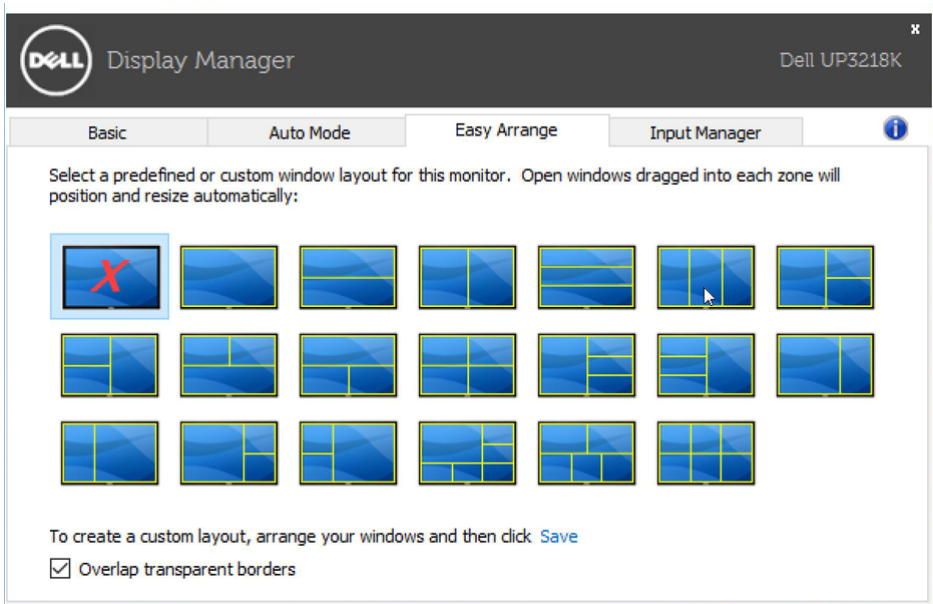 DELL Display Manager
x
Dell UP3218K
Basic Auto Mode Easy Arrange Input Manager i
Select a predefined or custom window layout for this monitor. Open windows dragged into each zone will
position and resize automatically:
X
To create a custom layout, arrange your windows and then click Save
Overlap transparent borders